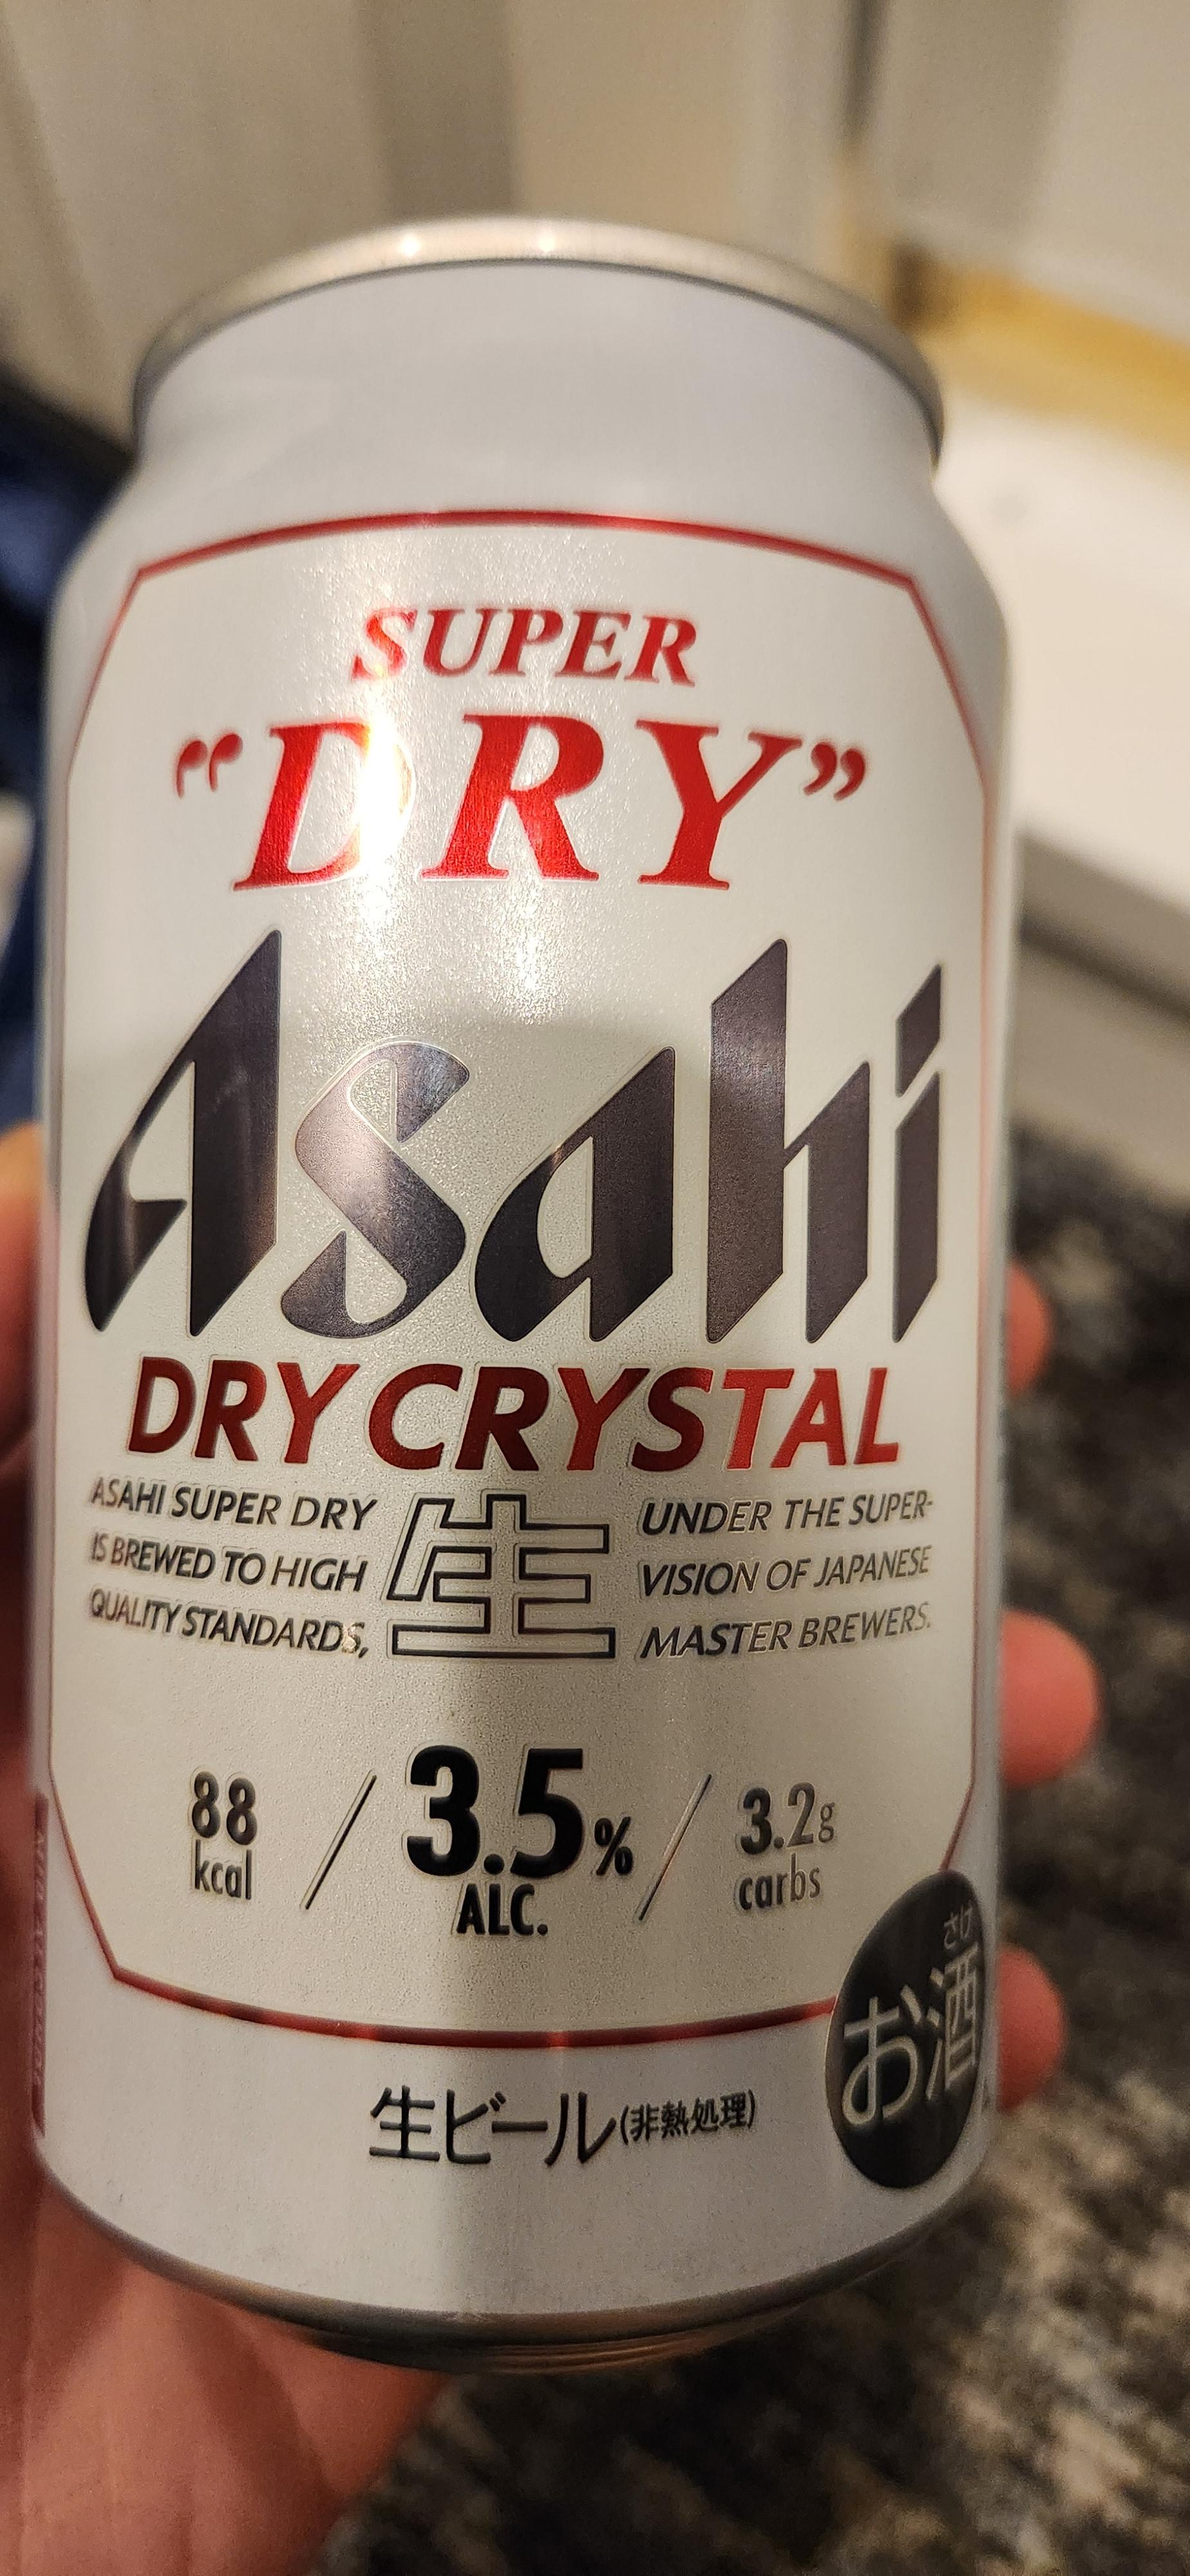 SUPER
"DRY"
Asahi
DRY CRYSTAL
ASAHI SUPER DRY
IS BREWED TO HIGH
QUALITY STANDARDS,
生
UNDER THE SUPER-
VISION OF JAPANESE
MASTER BREWERS.
88
kcal
/
3.5%
ALC.
/
3.2g
carbs
さけ
お酒
生ビール(非熱処理)